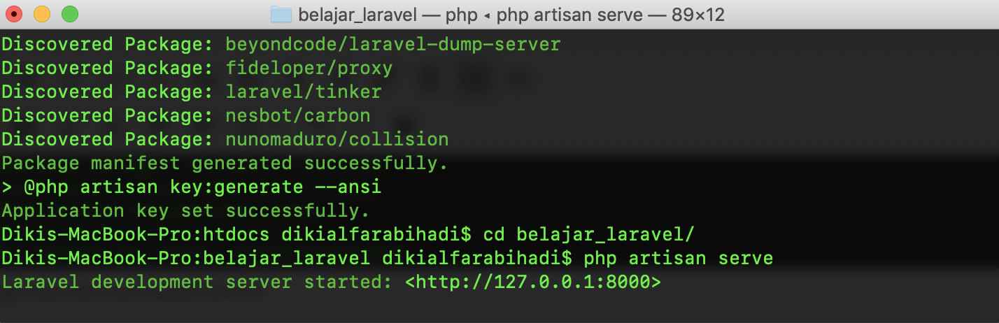 belajar_laravel — php ◂ php artisan serve — 89×12
Discovered Package: beyondcode/laravel-dump-server
Discovered Package: fideloper/proxy
Discovered Package: laravel/tinker
Discovered Package: nesbot/carbon
Discovered Package: nunomaduro/collision
Package manifest generated successfully.
> @php artisan key:generate --ansi
Application key set successfully.
Dikis-MacBook-Pro:htdocs dikialfarabihadi$ cd belajar_laravel/
Dikis-MacBook-Pro:belajar_laravel dikialfarabihadi$ php artisan serve
Laravel development server started: <http://127.0.0.1:8000>